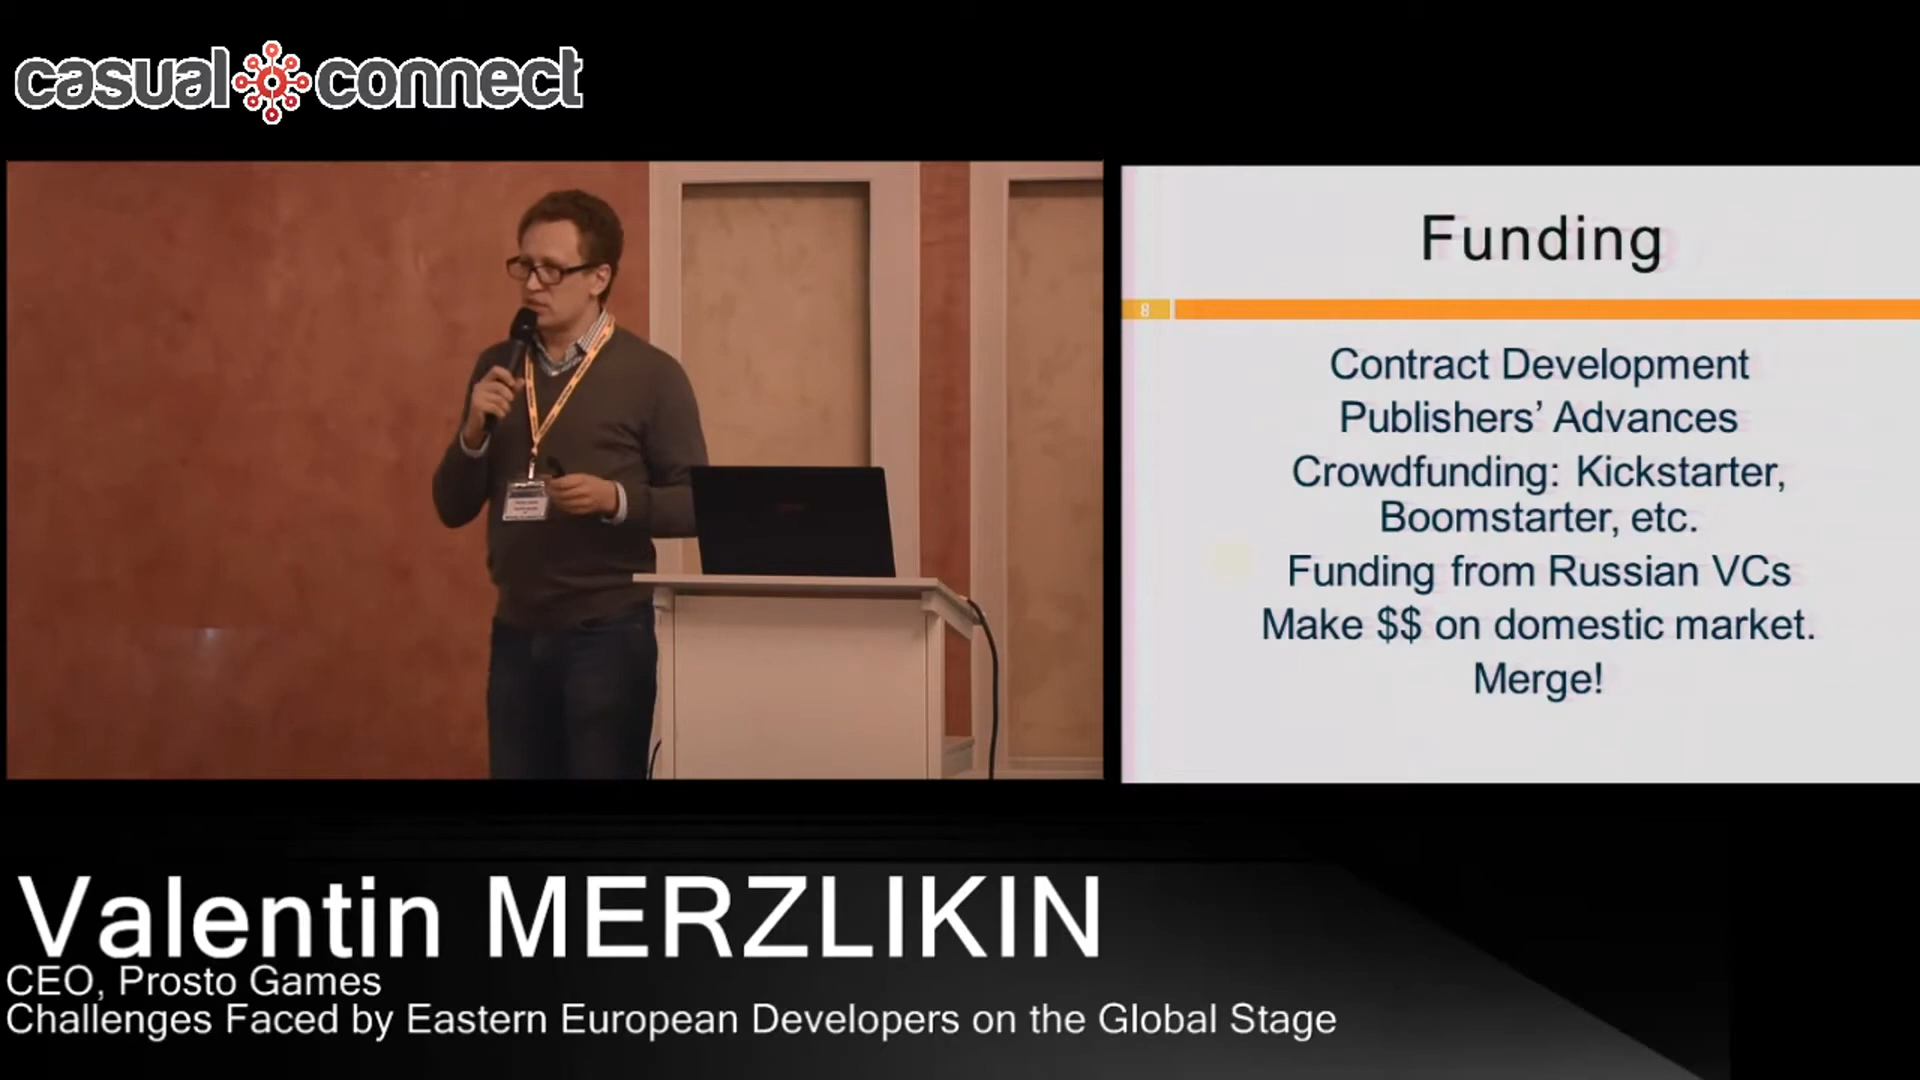 casual connect
Funding
8
Contract Development
Publishers’ Advances
Crowdfunding: Kickstarter,
Boomstarter, etc.
Funding from Russian VCs
Make $$ on domestic market.
Merge!
Valentin MERZLIKIN
CEO, Prosto Games
Challenges Faced by Eastern European Developers on the Global Stage